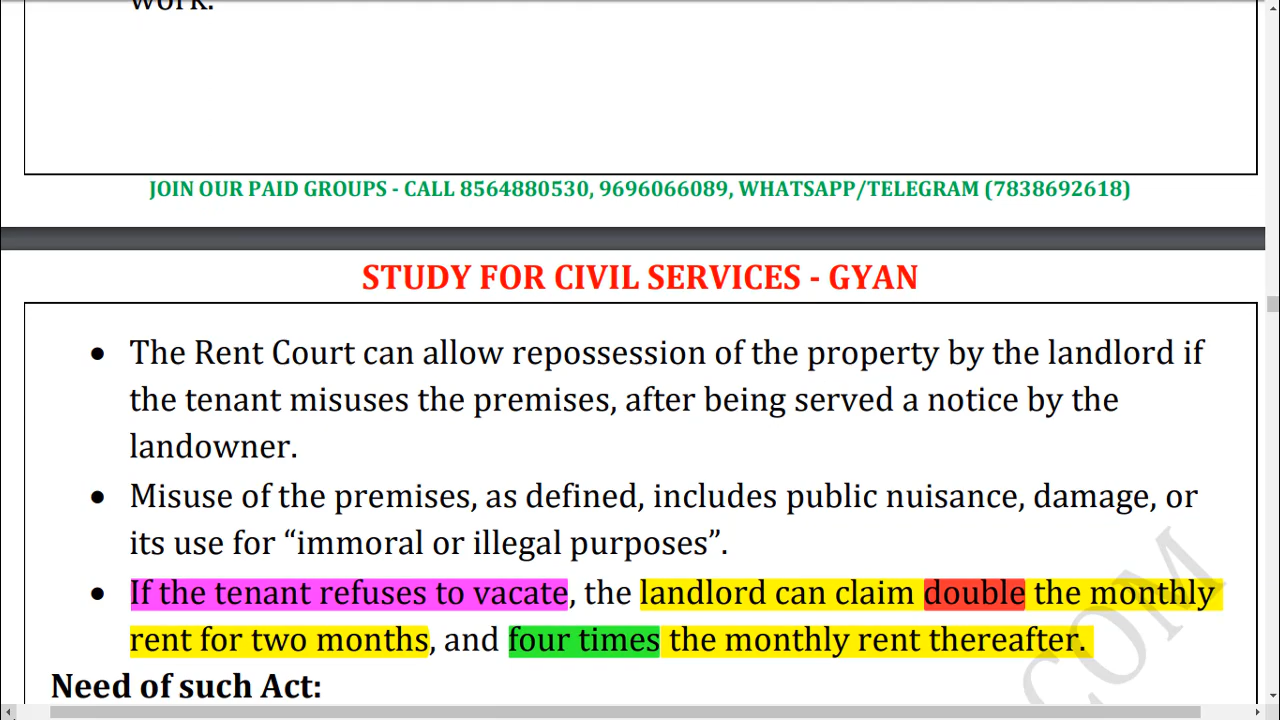 work.
JOIN OUR PAID GROUPS - CALL 8564880530, 9696066089, WHATSAPP/TELEGRAM (7838692618)
STUDY FOR CIVIL SERVICES - GYAN
• The Rent Court can allow repossession of the property by the landlord if
the tenant misuses the premises, after being served a notice by the
landowner.
• Misuse of the premises, as defined, includes public nuisance, damage, or
its use for “immoral or illegal purposes”.
• If the tenant refuses to vacate, the landlord can claim double the monthly
rent for two months, and four times the monthly rent thereafter.
Need of such Act:
COM